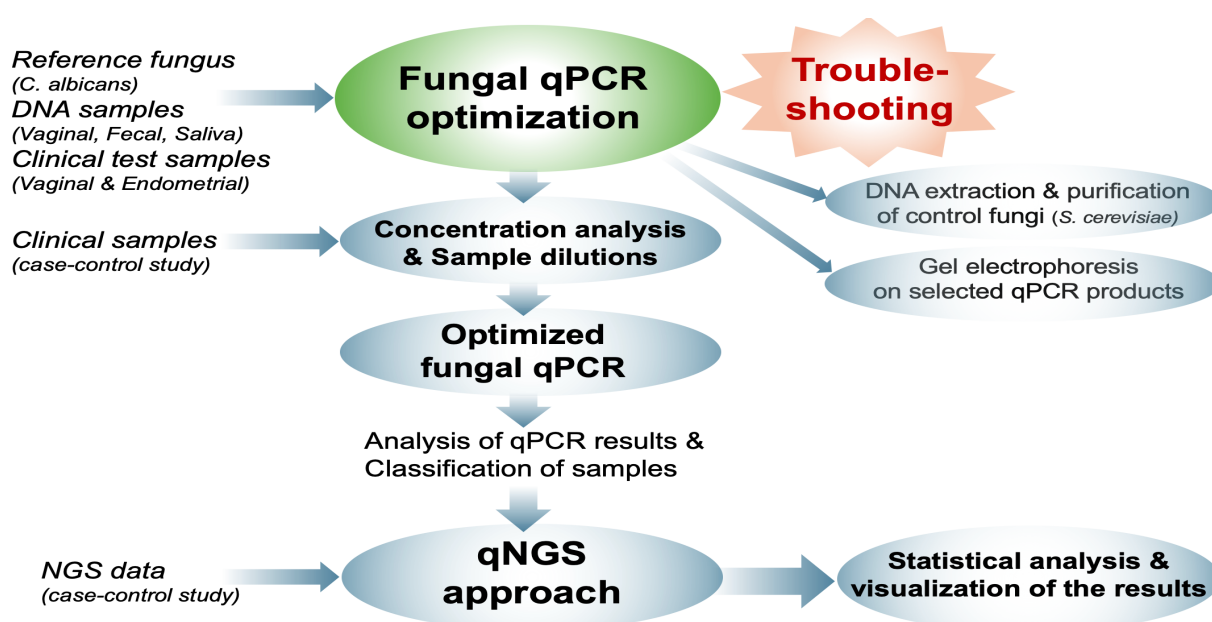 Reference fungus
(C. albicans)
DNA samples
(Vaginal, Fecal, Saliva)
Clinical test samples
(Vaginal & Endometrial)
Fungal qPCR
optimization
Trouble-
shooting
DNA extraction & purification
of control fungi (S. cerevisiae)
Clinical samples
(case-control study)
Concentration analysis
& Sample dilutions
Gel electrophoresis
on selected qPCR products
Optimized
fungal qPCR
Analysis of qPCR results &
Classification of samples
NGS data
(case-control study)
qNGS
approach
Statistical analysis &
visualization of the results